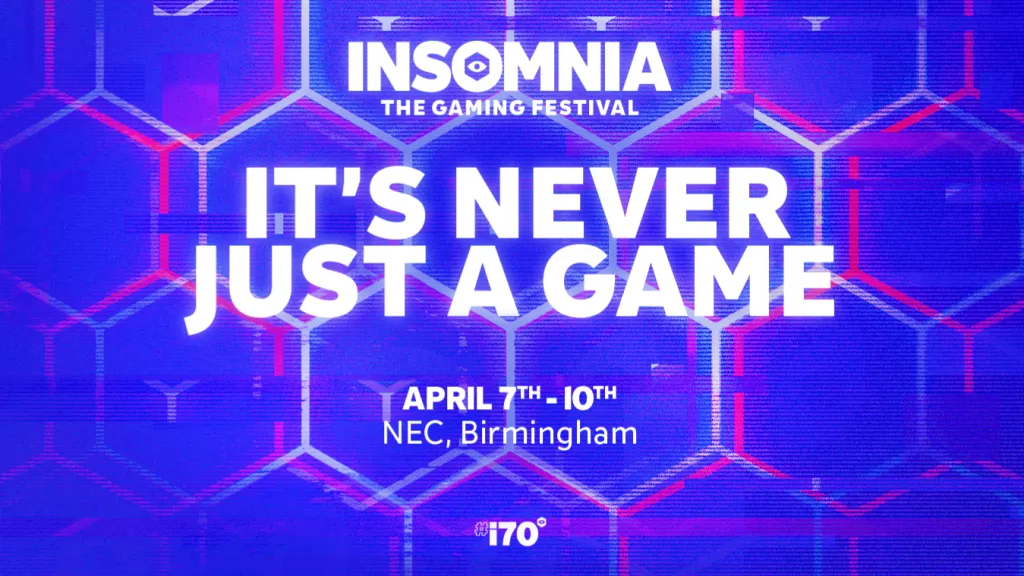 INSOMNIA
THE GAMING FESTIVAL
IT'S NEVER
JUST A GAME
APRIL 7TH - 10TH
NEC, Birmingham
#i70